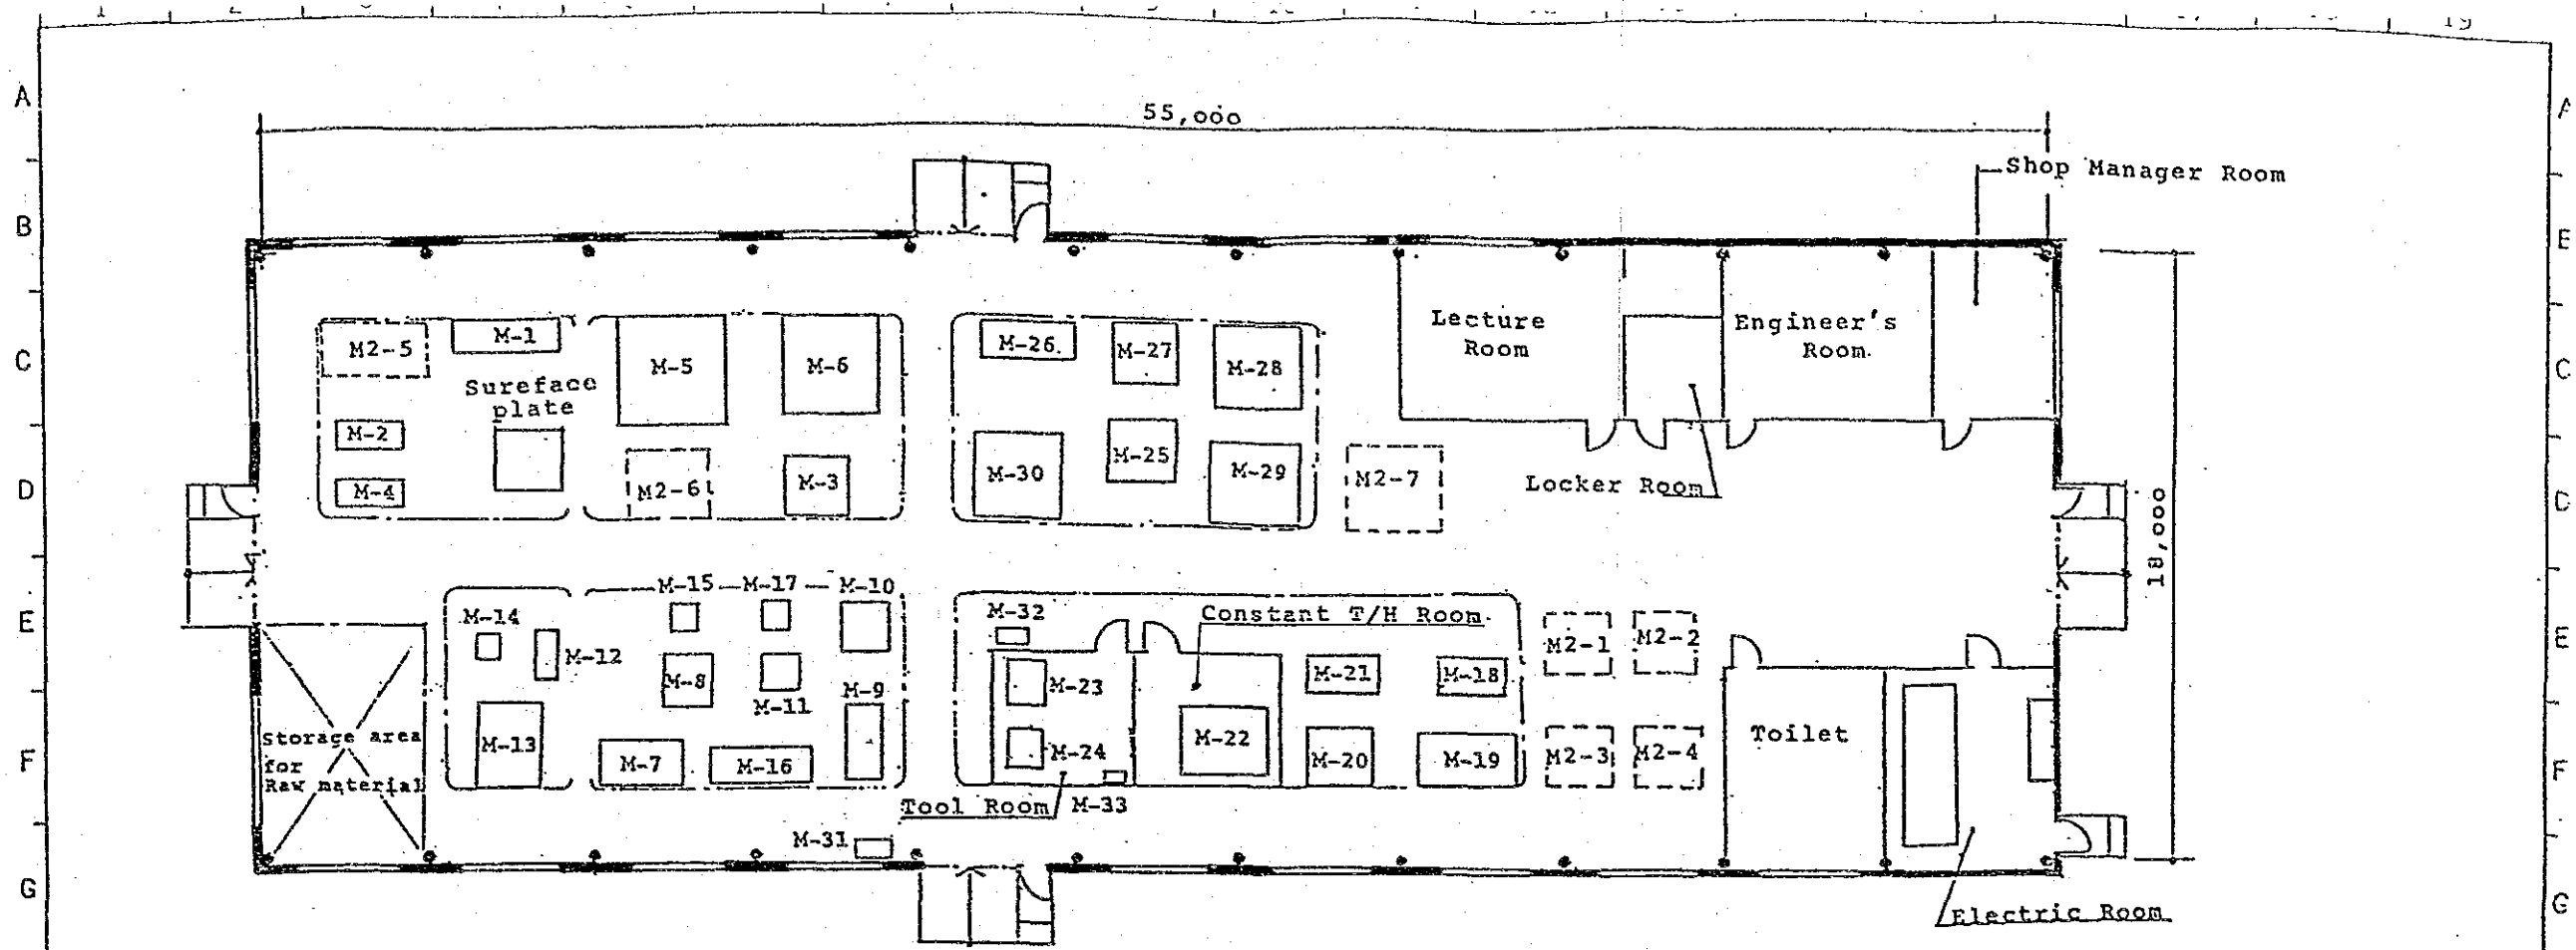 1
2
19
A
A
55,000
Shop Manager Room
B
M2-5
M-1
M-5
M-6
M-26
M-27
M-28
Lecture
Room
Engineer's
Room
C
C
Sureface
plate
M-2
M-4
M2-6
M-3
M-30
M-25
M-29
M2-7
Locker Room
D
D
18,000
M-15
M-17
M-10
M-14
M-12
M-8
M-11
M-9
M-32
Constant T/H Room
M-23
M-21
M-18
M2-1
M2-2
E
E
Storage area
for
Raw material
M-13
M-7
M-16
M-24
M-22
M-20
M-19
M2-3
M2-4
Toilet
F
F
Tool Room
M-33
M-31
G
G
Electric Room